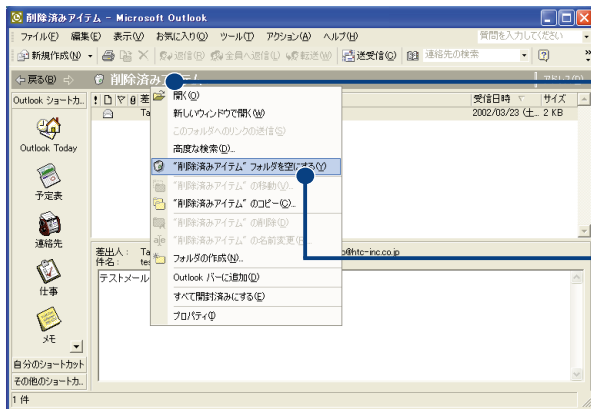 削除済みアイテム - Microsoft Outlook
ファイル(F) 編集(E) 表示(V) お気に入り(O) ツール(T) アクション(A) ヘルプ(H) 質問を入力してください
新規作成(N) 返信(R) 全員へ返信(L) 転送(W) 送受信(C) 連絡先の検索
戻る(B) 削除済みアイテム
Outlook ショートカ... 差 受信日時 サイズ
Ta 2002/03/23 (土... 2 KB
開く(O)
新しいウィンドウで開く(W)
このフォルダへのリンクの送信(S)
高度な検索(D)...
"削除済みアイテム" フォルダを空にする(Y)
"削除済みアイテム" の移動(V)...
"削除済みアイテム" のコピー(C)...
"削除済みアイテム" の削除(D)
"削除済みアイテム" の名前変更(E)...
フォルダの作成(N)...
Outlook バーに追加(D)
すべて開封済みにする(E)
プロパティ(I)
Outlook Today
予定表
連絡先
仕事
メモ
自分のショートカット
その他のショートカ...
差出人: Ta o@htc-inc.co.jp
件名: tes
テストメール
1 件